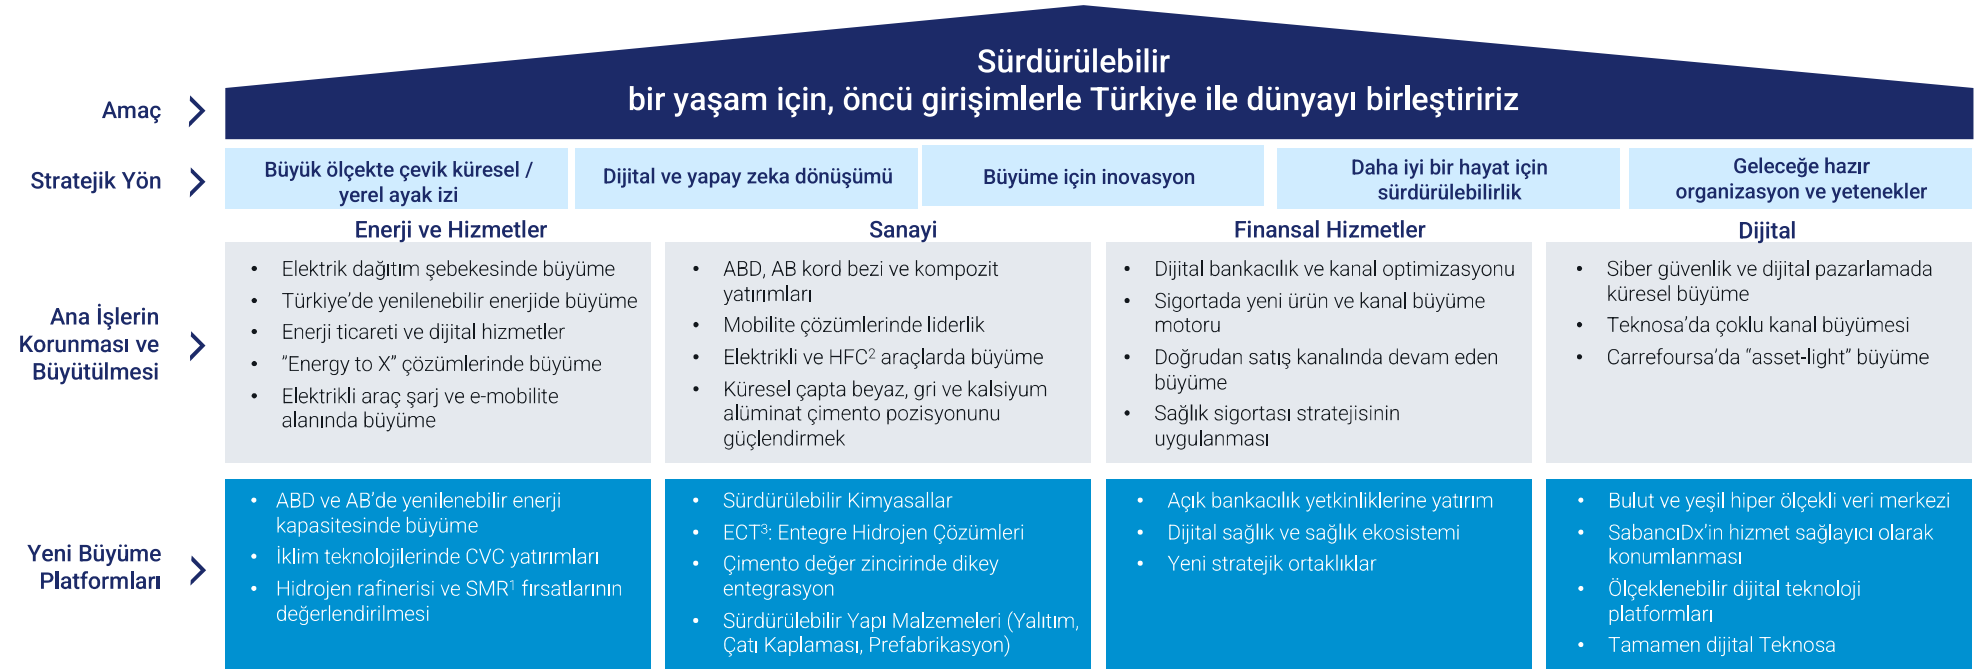 Sürdürülebilir
bir yaşam için, öncü girişimlerle Türkiye ile dünyayı birleştiririz
Amaç
Stratejik Yön
Büyük ölçekte çevik küresel /
yerel ayak izi
Dijital ve yapay zeka dönüşümü
Büyüme için inovasyon
Daha iyi bir hayat için
sürdürülebilirlik
Geleceğe hazır
organizasyon ve yetenekler
Enerji ve Hizmetler
Sanayi
Finansal Hizmetler
Dijital
Ana İşlerin
Korunması ve
Büyütülmesi
• Elektrik dağıtım şebekesinde büyüme
• Türkiye’de yenilenebilir enerjide büyüme
• Enerji ticareti ve dijital hizmetler
• “Energy to X” çözümlerinde büyüme
• Elektrikli araç şarj ve e-mobilite
alanında büyüme
• ABD, AB kord bezi ve kompozit
yatırımları
• Mobilite çözümlerinde liderlik
• Elektrikli ve HFC² araçlarda büyüme
• Küresel çapta beyaz, gri ve kalsiyum
alüminat çimento pozisyonunu
güçlendirmek
• Dijital bankacılık ve kanal optimizasyonu
• Sigortada yeni ürün ve kanal büyüme
motoru
• Doğrudan satış kanalında devam eden
büyüme
• Sağlık sigortası stratejisinin
uygulanması
• Siber güvenlik ve dijital pazarlamada
küresel büyüme
• Teknosa’da çoklu kanal büyümesi
• Carrefoursa’da “asset-light” büyüme
Yeni Büyüme
Platformları
• ABD ve AB’de yenilenebilir enerji
kapasitesinde büyüme
• İklim teknolojilerinde CVC yatırımları
• Hidrojen rafinerisi ve SMR¹ fırsatlarının
değerlendirilmesi
• Sürdürülebilir Kimyasallar
• ECT³: Entegre Hidrojen Çözümleri
• Çimento değer zincirinde dikey
entegrasyon
• Sürdürülebilir Yapı Malzemeleri (Yalıtım,
Çatı Kaplaması, Prefabrikasyon)
• Açık bankacılık yetkinliklerine yatırım
• Dijital sağlık ve sağlık ekosistemi
• Yeni stratejik ortaklıklar
• Bulut ve yeşil hiper ölçekli veri merkezi
• SabancıDx’in hizmet sağlayıcı olarak
konumlanması
• Ölçeklenebilir dijital teknoloji
platformları
• Tamamen dijital Teknosa